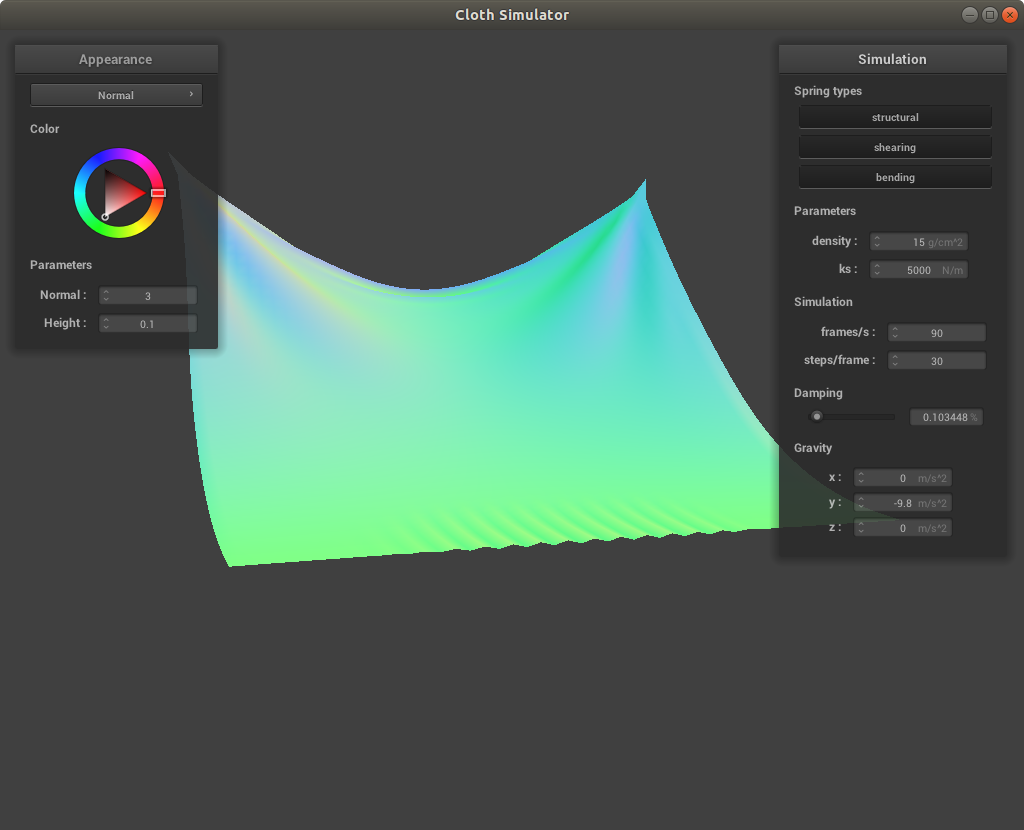 Cloth Simulator
Appearance
Normal ›
Color
Parameters
Normal : 3
Height : 0.1
Simulation
Spring types
structural
shearing
bending
Parameters
density : 15 g/cm^2
ks : 5000 N/m
Simulation
frames/s : 90
steps/frame : 30
Damping
0.103448 %
Gravity
x : 0 m/s^2
y : -9.8 m/s^2
z : 0 m/s^2